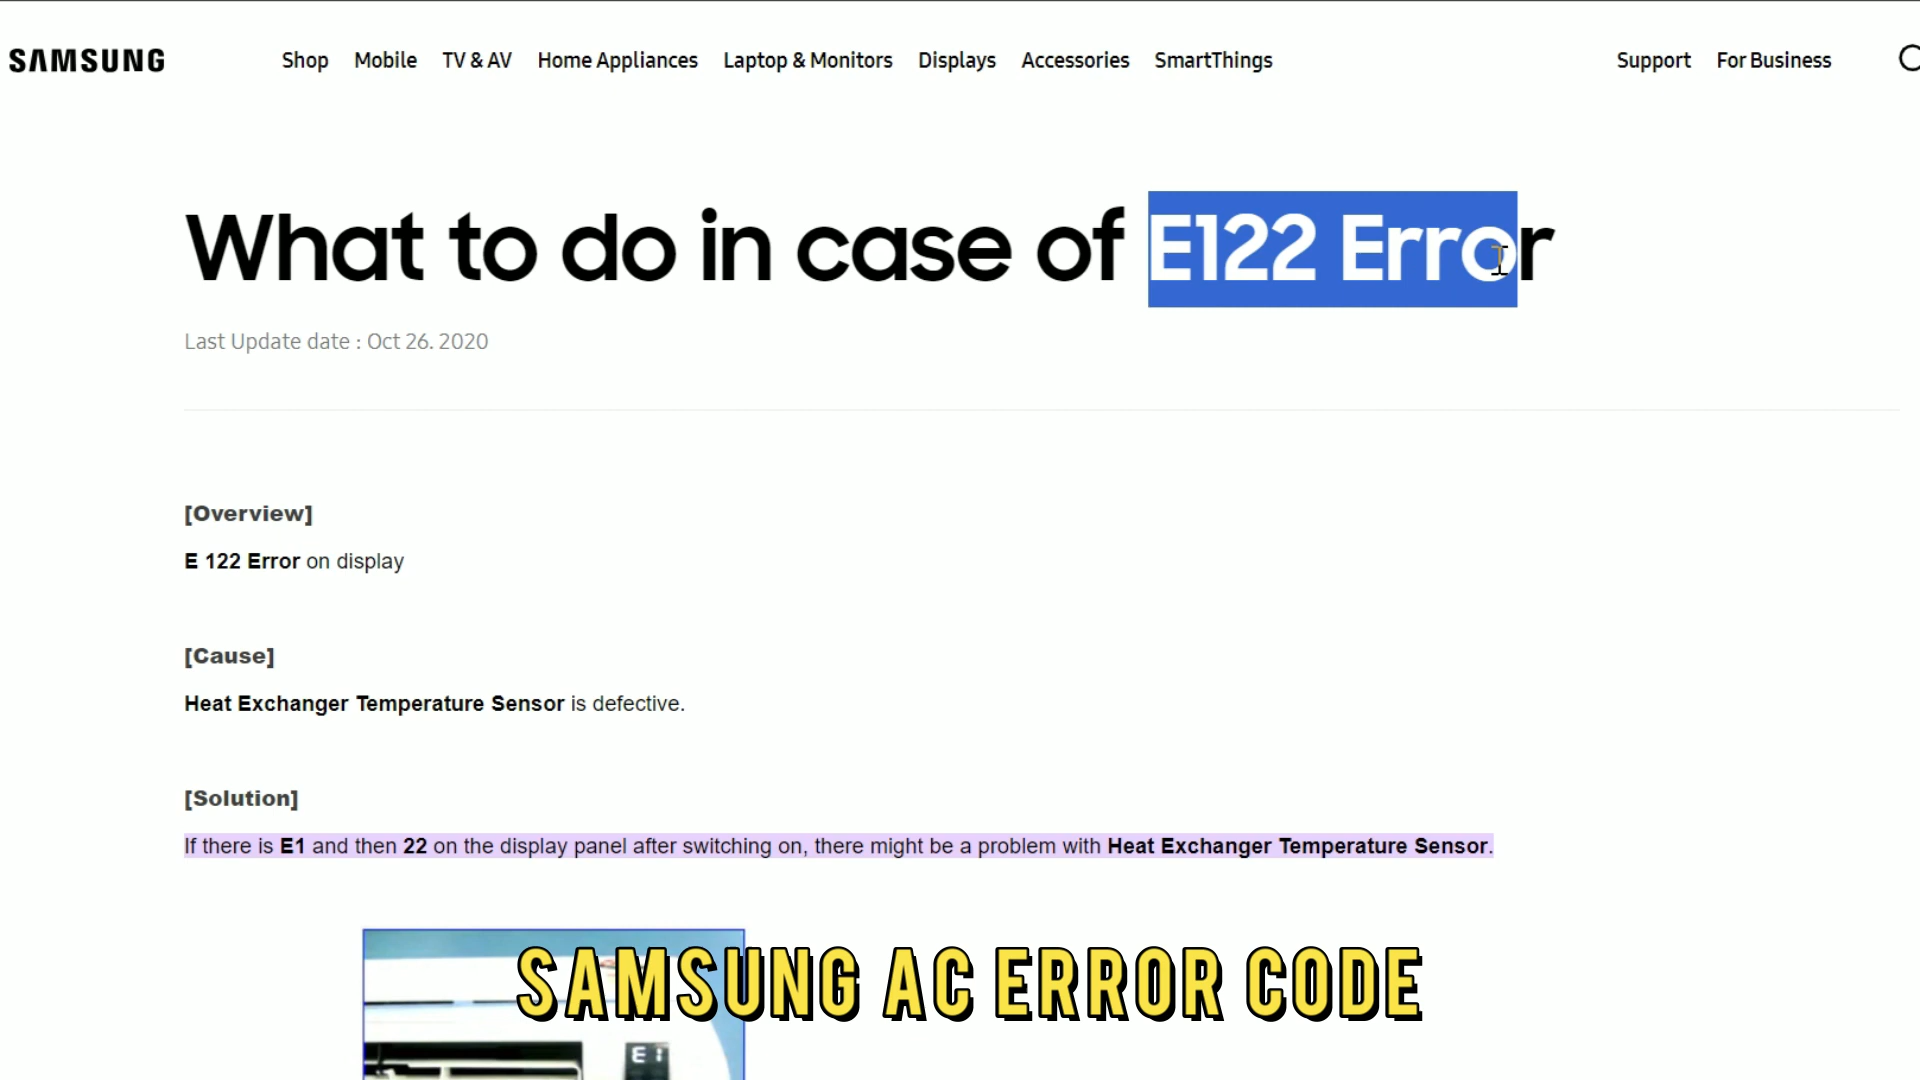 SAMSUNG
Shop Mobile TV & AV Home Appliances Laptop & Monitors Displays Accessories SmartThings Support For Business
What to do in case of E122 Error
Last Update date : Oct 26. 2020
[Overview]
E 122 Error on display
[Cause]
Heat Exchanger Temperature Sensor is defective.
[Solution]
If there is E1 and then 22 on the display panel after switching on, there might be a problem with Heat Exchanger Temperature Sensor.
SAMSUNG AC ERROR CODE
E 1